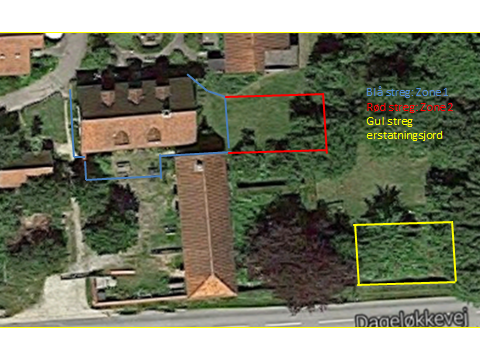 Blå streg: Zone 1
Rød streg: Zone 2
Gul streg
erstatningsjord
Dageløkkevej